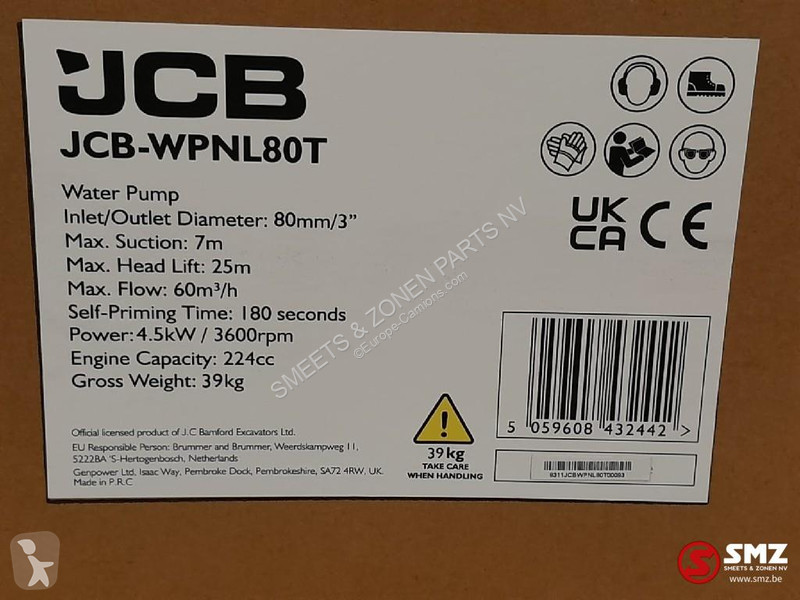 JCB
JCB-WPNL80T
Water Pump
Inlet/Outlet Diameter: 80mm/3"
Max. Suction: 7m
Max. Head Lift: 25m
Max. Flow: 60m³/h
Self-Priming Time: 180 seconds
Power: 4.5kW / 3600rpm
Engine Capacity: 224cc
Gross Weight: 39kg
UK
CA CE
Official licensed product of J.C Bamford Excavators Ltd.
EU Responsible Person: Brummer and Brummer, Weerdskampweg 11,
5222BA 'S-Hertogenbosch, Netherlands
Genpower Ltd. Isaac Way, Pembroke Dock, Pembrokeshire, SA72 4RW, UK.
Made in P.R.C
39kg
TAKE CARE
WHEN HANDLING
5 059608 432442 >
8311JCBWPNL80T00093
SMEETS & ZONEN PARTS NV
©Europe-Camions.com
SMZ
SMEETS & ZONEN NV
www.smz.be